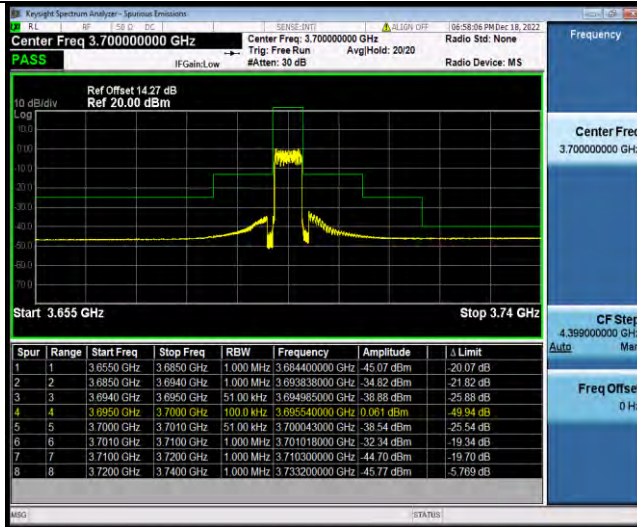 Keysight Spectrum Analyzer - Spurious Emissions
RL RF 50 Ω DC SENSE:INT ALIGN OFF 06:58:06 PM Dec 18, 2022
Center Freq 3.700000000 GHz Center Freq: 3.700000000 GHz Radio Std: None
Trig: Free Run Avg|Hold: 20/20
PASS IFGain:Low #Atten: 30 dB Radio Device: MS
Frequency
Ref Offset 14.27 dB
10 dB/div Ref 20.00 dBm
Log
10.0
0.00
-10.0
-20.0
-30.0
-40.0
-50.0
-60.0
-70.0
Start 3.655 GHz Stop 3.74 GHz
Center Freq
3.700000000 GHz
CF Step
4.399000000 GHz
Auto Man
Freq Offset
0 Hz
Spur Range Start Freq Stop Freq RBW Frequency Amplitude Δ Limit
1 1 3.6550 GHz 3.6850 GHz 1.000 MHz 3.684400000 GHz -45.07 dBm -20.07 dB
2 2 3.6850 GHz 3.6940 GHz 1.000 MHz 3.693838000 GHz -34.82 dBm -21.82 dB
3 3 3.6940 GHz 3.6950 GHz 51.00 kHz 3.694985000 GHz -38.88 dBm -25.88 dB
4 4 3.6950 GHz 3.7000 GHz 100.0 kHz 3.695540000 GHz 0.061 dBm -49.94 dB
5 5 3.7000 GHz 3.7010 GHz 51.00 kHz 3.700043000 GHz -38.54 dBm -25.54 dB
6 6 3.7010 GHz 3.7100 GHz 1.000 MHz 3.701018000 GHz -32.34 dBm -19.34 dB
7 7 3.7100 GHz 3.7200 GHz 1.000 MHz 3.710300000 GHz -44.70 dBm -19.70 dB
8 8 3.7200 GHz 3.7400 GHz 1.000 MHz 3.733200000 GHz -45.77 dBm -5.769 dB
MSG STATUS